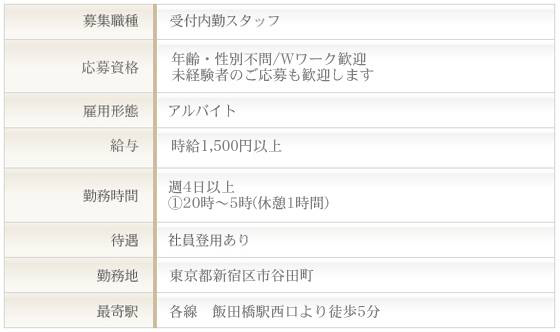 募集職種 受付内勤スタッフ
応募資格 年齢・性別不問/Wワーク歓迎
未経験者のご応募も歓迎します
雇用形態 アルバイト
給与 時給1,500円以上
勤務時間 週4日以上
①20時〜5時(休憩1時間)
待遇 社員登用あり
勤務地 東京都新宿区市谷田町
最寄駅 各線　飯田橋駅西口より徒歩5分